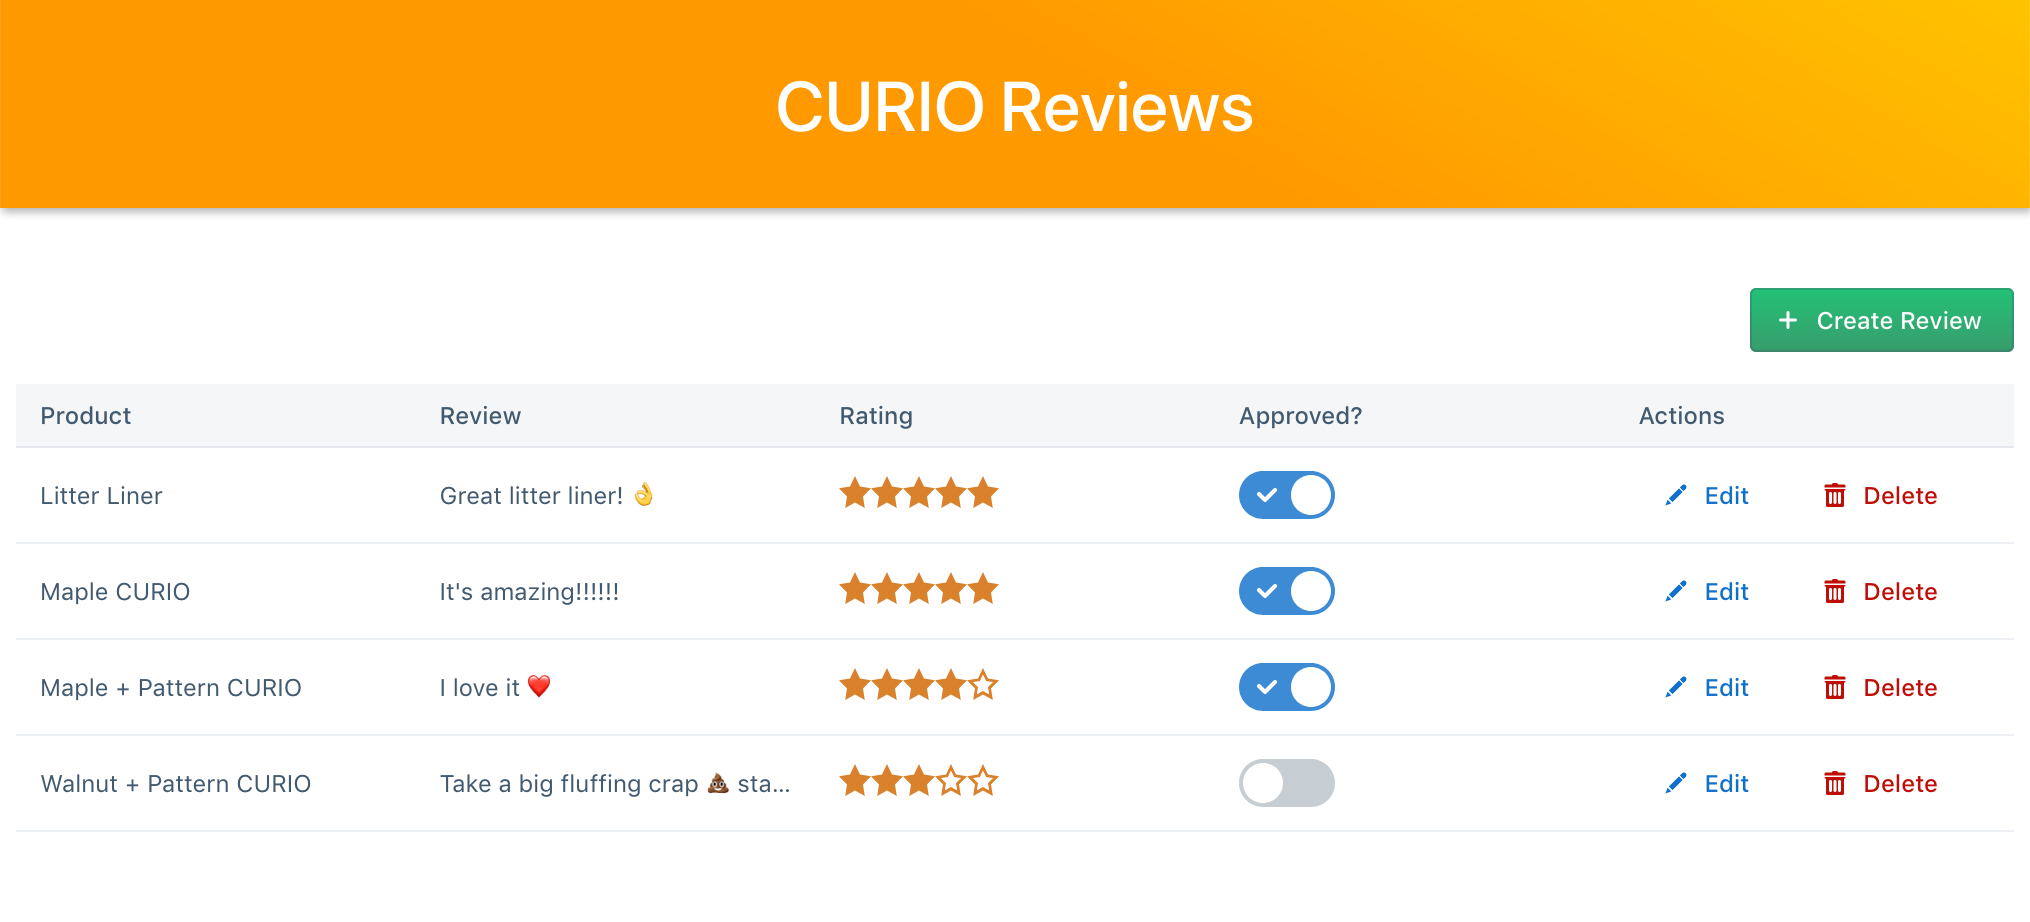 CURIO Reviews
+ Create Review
Product Review Rating Approved? Actions
Litter Liner Great litter liner! 👌 Edit Delete
Maple CURIO It's amazing!!!!!! Edit Delete
Maple + Pattern CURIO I love it ❤️ Edit Delete
Walnut + Pattern CURIO Take a big fluffing crap 💩 sta... Edit Delete